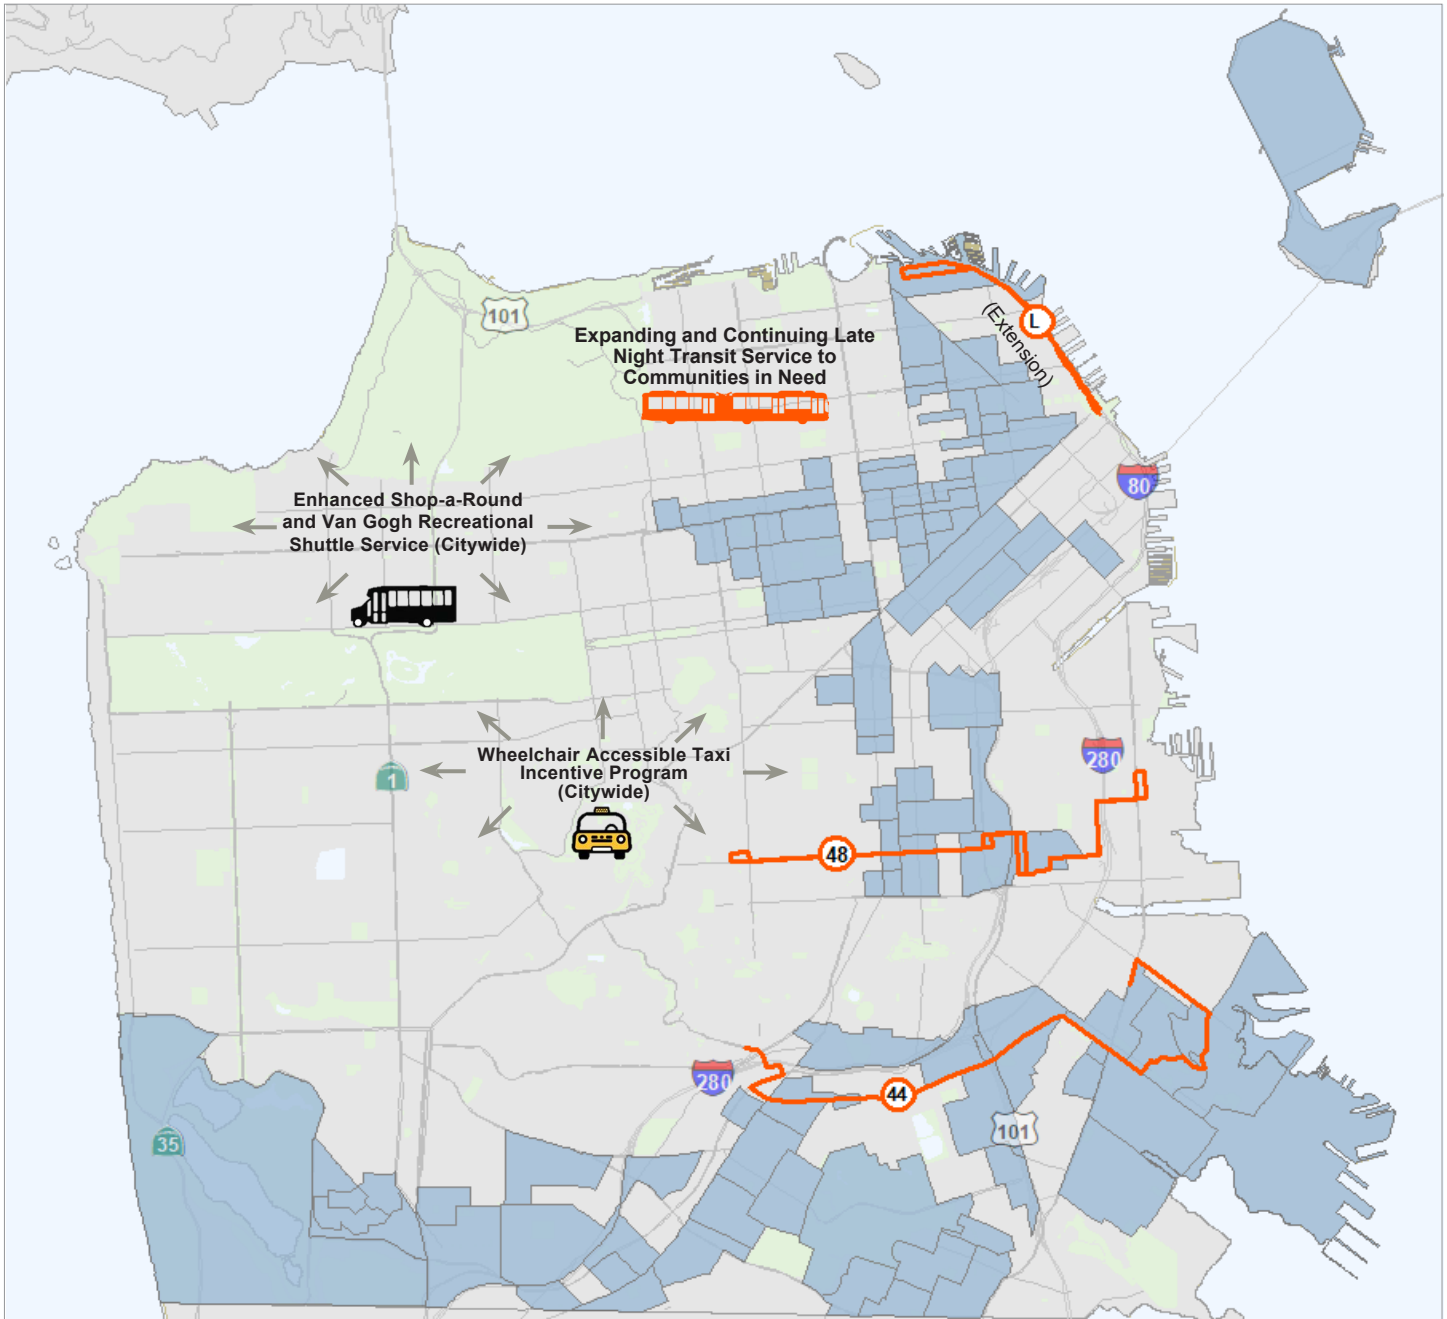 101
L
(Extension)
Expanding and Continuing Late
Night Transit Service to
Communities in Need
80
Enhanced Shop-a-Round
and Van Gogh Recreational
Shuttle Service (Citywide)
280
Wheelchair Accessible Taxi
Incentive Program
(Citywide)
1
48
280
44
101
35